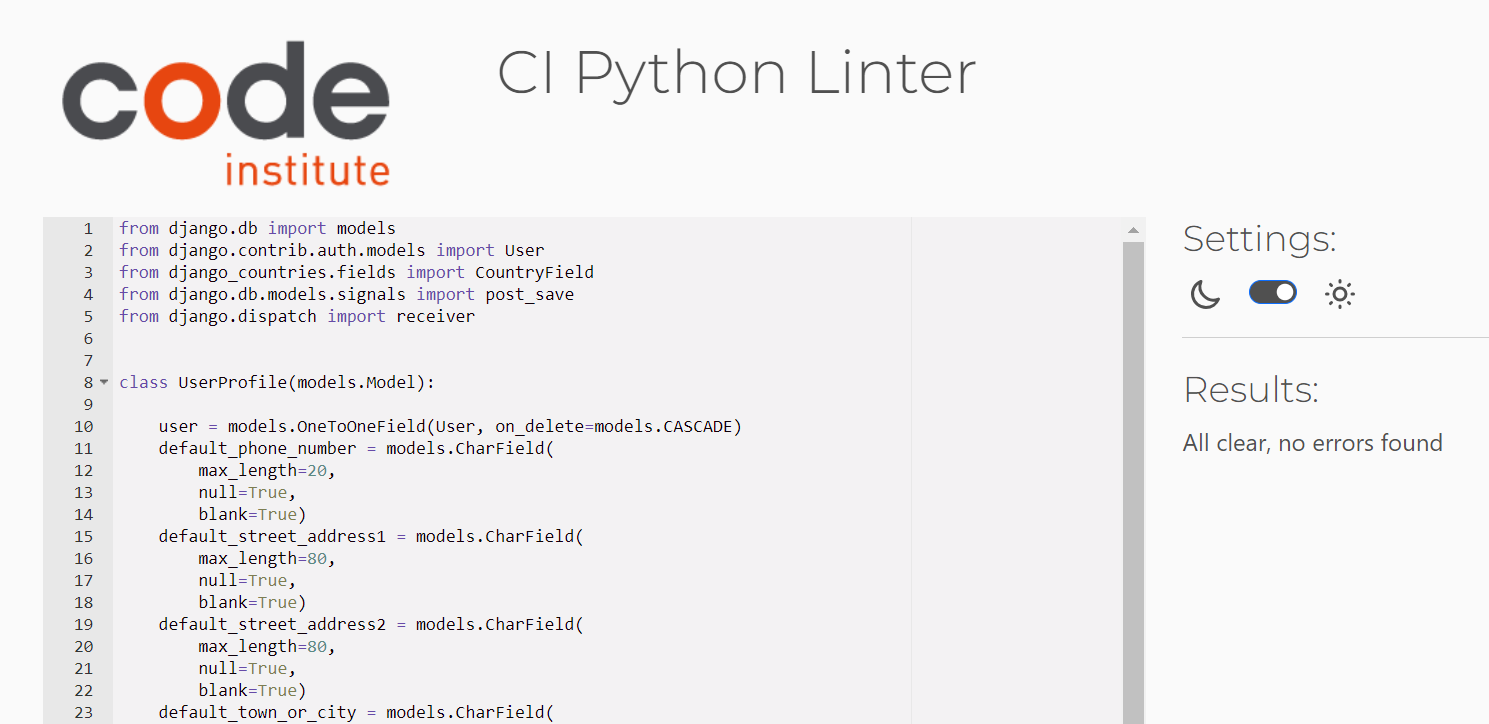 code
institute
CI Python Linter
1 from django.db import models
2 from django.contrib.auth.models import User
3 from django_countries.fields import CountryField
4 from django.db.models.signals import post_save
5 from django.dispatch import receiver
6
7
8 class UserProfile(models.Model):
9
10     user = models.OneToOneField(User, on_delete=models.CASCADE)
11     default_phone_number = models.CharField(
12         max_length=20,
13         null=True,
14         blank=True)
15     default_street_address1 = models.CharField(
16         max_length=80,
17         null=True,
18         blank=True)
19     default_street_address2 = models.CharField(
20         max_length=80,
21         null=True,
22         blank=True)
23     default_town_or_city = models.CharField(
Settings:
Results:
All clear, no errors found